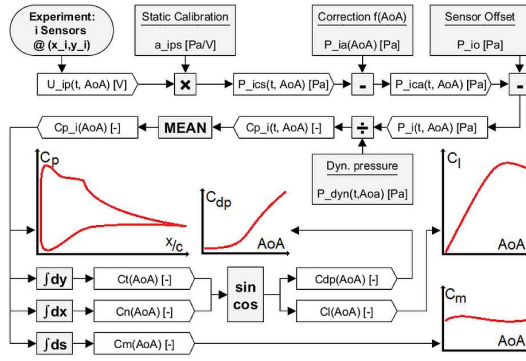 Experiment:
i Sensors
@ (x_i,y_i)
Static Calibration
a_ips [Pa/V]
Correction f(AoA)
P_ia(AoA) [Pa]
Sensor Offset
P_io [Pa]
U_ip(t, AoA) [V]
×
P_ics(t, AoA) [Pa]
-
P_ica(t, AoA) [Pa]
-
Cp_i(AoA) [-]
MEAN
Cp_i(t, AoA) [-]
÷
P_i(t, AoA) [Pa]
Dyn. pressure
P_dyn(t,Aoa) [Pa]
Cp
x/c
Cdp
AoA
Cl
AoA
∫dy
Ct(AoA) [-]
∫dx
Cn(AoA) [-]
∫ds
Cm(AoA) [-]
sin
cos
Cdp(AoA) [-]
Cl(AoA) [-]
Cm
AoA